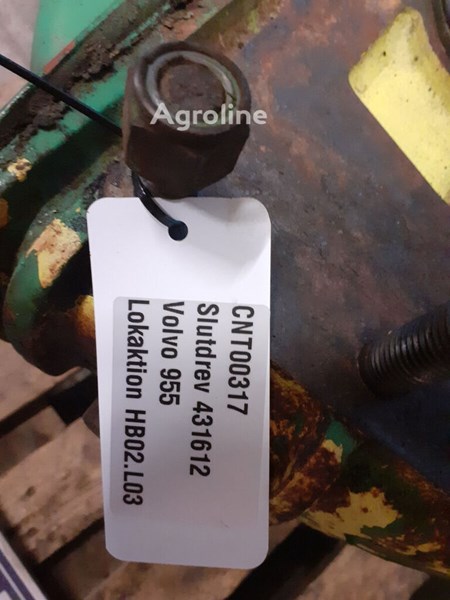 Agroline
CNT00317
Slutdrev 431612
Volvo 955
Lokaktion HB02.L03